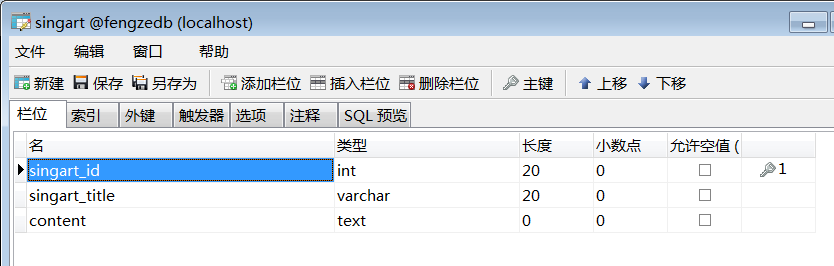 singart @fengzedb (localhost)
文件 编辑 窗口 帮助
新建 保存 另存为 添加栏位 插入栏位 删除栏位 主键 上移 下移
栏位 索引 外键 触发器 选项 注释 SQL 预览
名 类型 长度 小数点 允许空值 (
singart_id int 20 0 1
singart_title varchar 20 0
content text 0 0